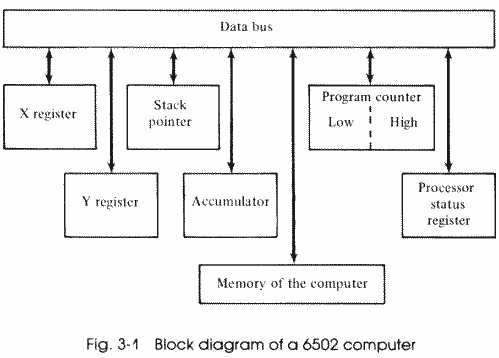 Data bus
X register
Stack
pointer
Program counter
Low
High
Y register
Accumulator
Processor
status
register
Memory of the computer
Fig. 3-1 Block diagram of a 6502 computer